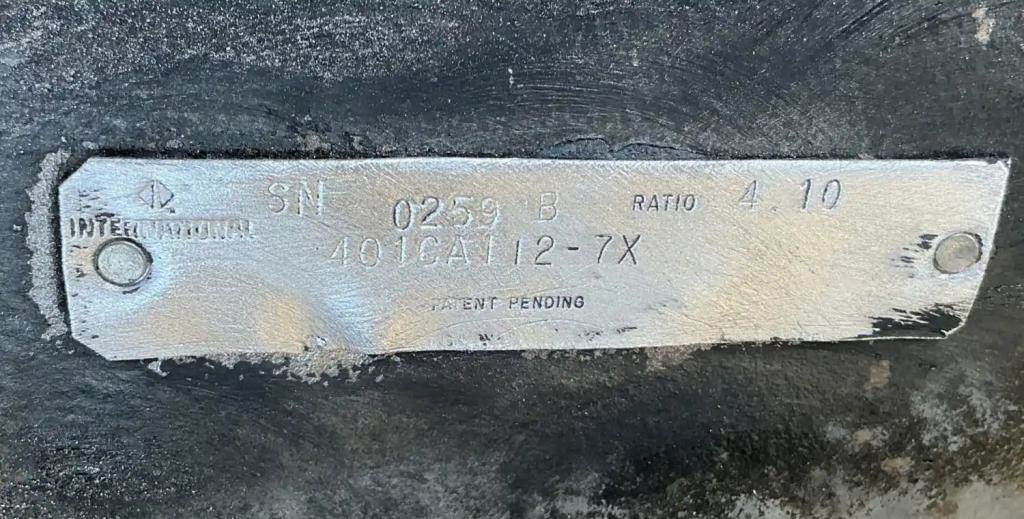 SN 0259 B RATIO 4.10
INTERNATIONAL
401CA112-7X
PATENT PENDING